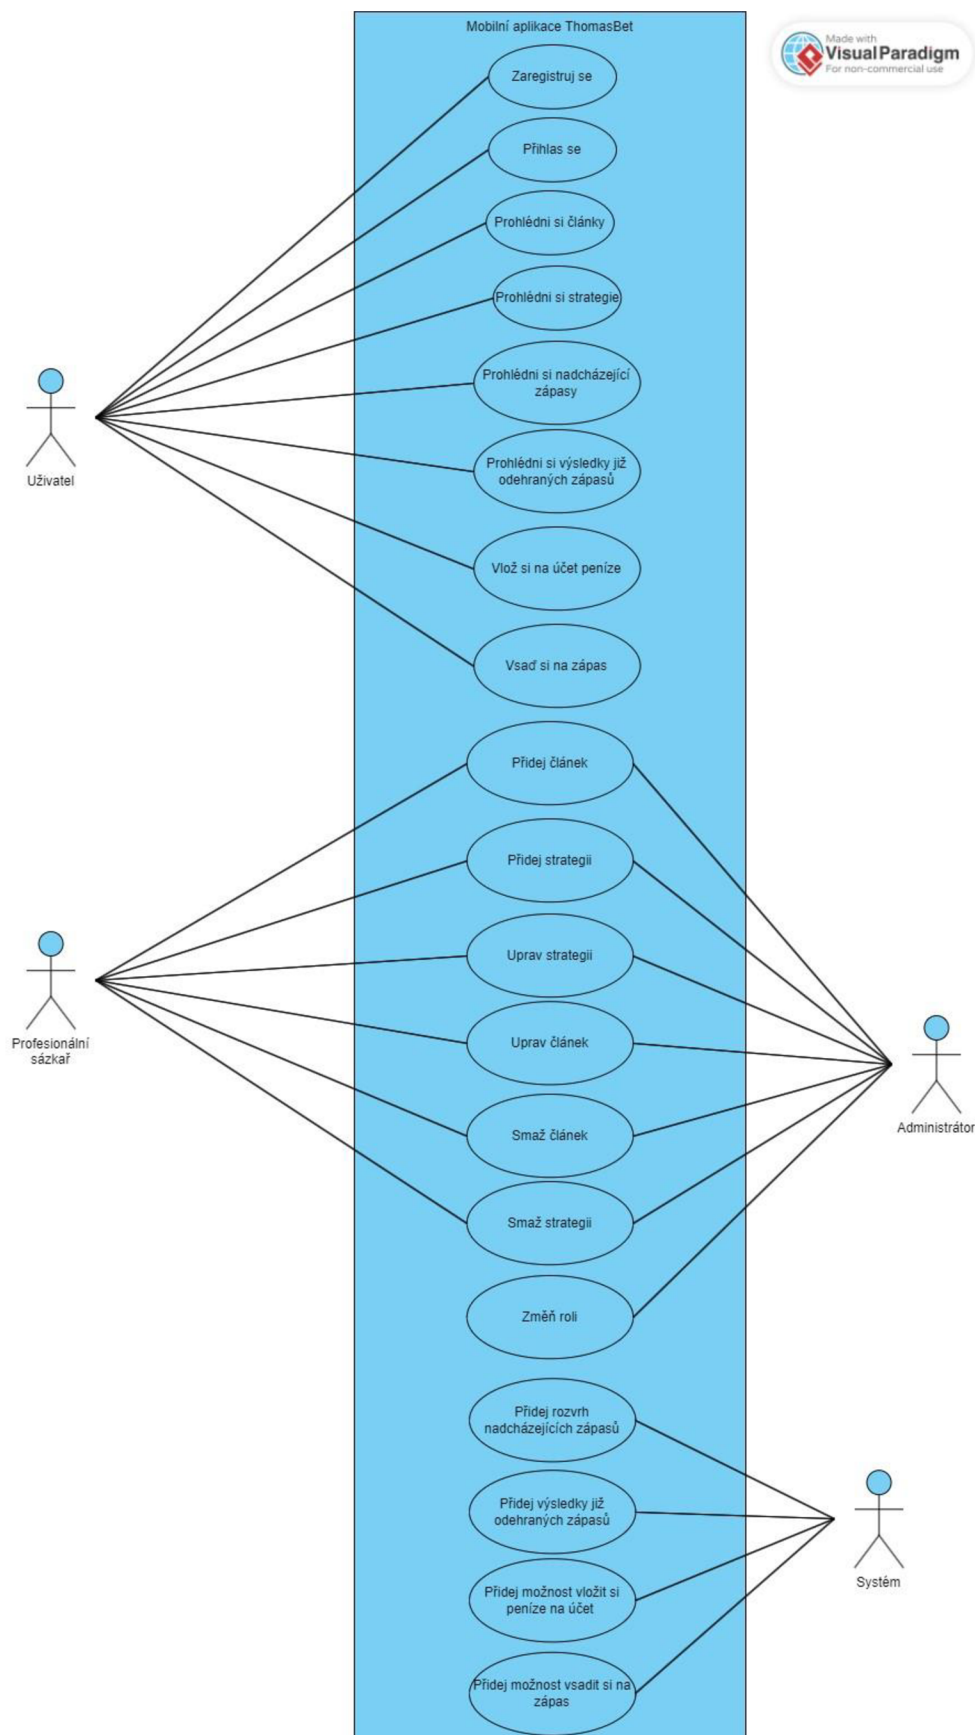 Mobilní aplikace ThomasBet
Made with
VisualParadigm
For non-commercial use
Zaregistruj se
Přihlas se
Prohlédni si články
Prohlédni si strategie
Prohlédni si nadcházející
zápasy
Prohlédni si výsledky již
odehraných zápasů
Uživatel
Vlož si na účet peníze
Vsaď si na zápas
Přidej článek
Přidej strategii
Uprav strategii
Profesionální
sázkař
Uprav článek
Smaž článek
Administrátor
Smaž strategii
Změň roli
Přidej rozvrh
nadcházejících zápasů
Přidej výsledky již
odehraných zápasů
Systém
Přidej možnost vložit si
peníze na účet
Přidej možnost vsadit si na
zápas